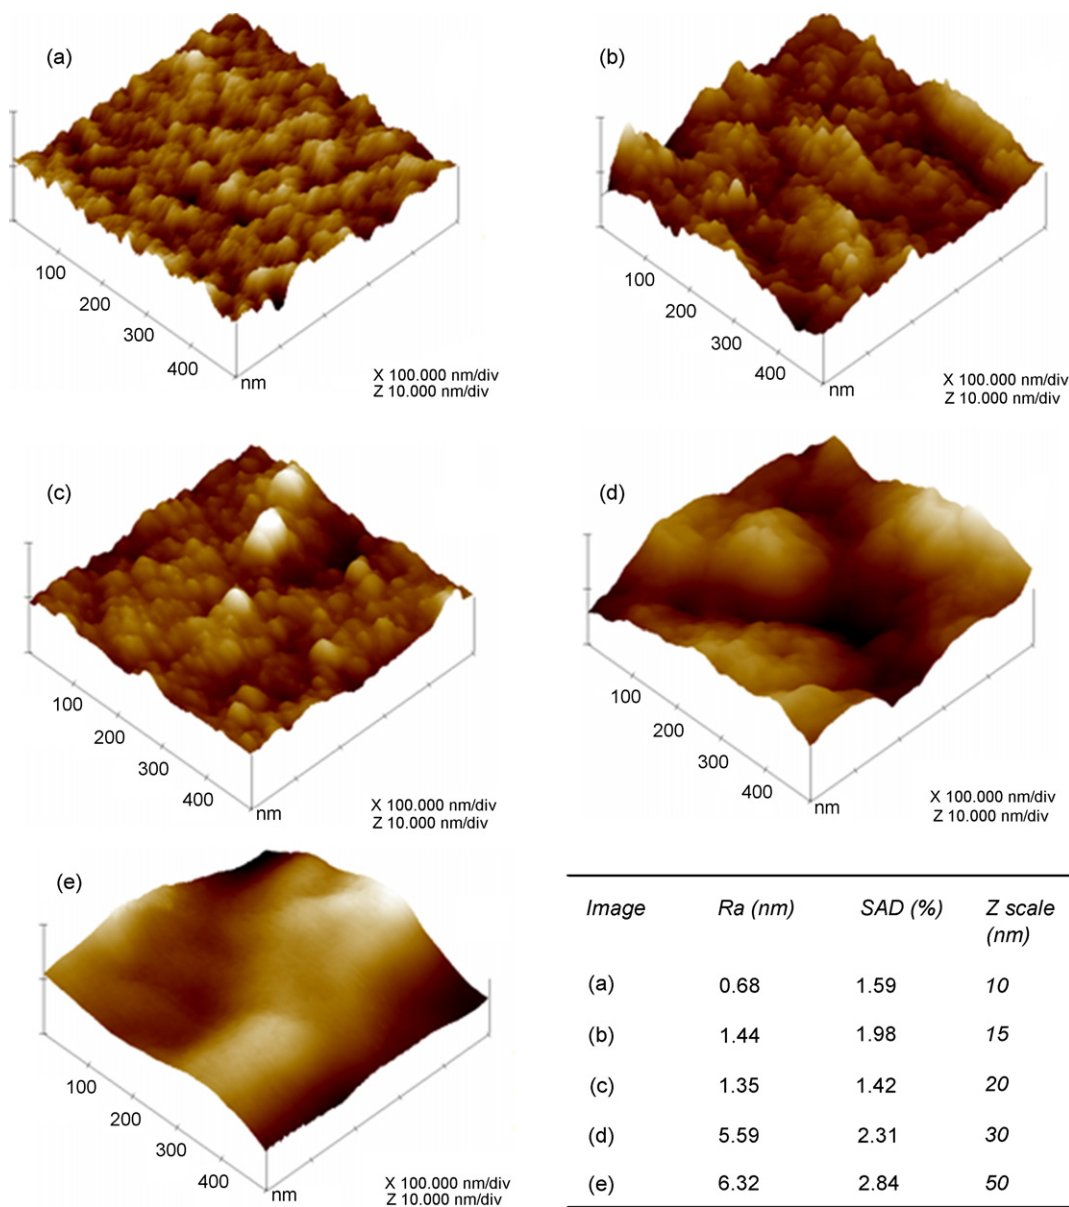 (a)
100
200
300
400
nm
X 100.000 nm/div
Z 10.000 nm/div
(b)
100
200
300
400
nm
X 100.000 nm/div
Z 10.000 nm/div
(c)
100
200
300
400
nm
X 100.000 nm/div
Z 10.000 nm/div
(d)
100
200
300
400
nm
X 100.000 nm/div
Z 10.000 nm/div
(e)
100
200
300
400
nm
X 100.000 nm/div
Z 10.000 nm/div
Image Ra (nm) SAD (%) Z scale
(nm)
(a) 0.68 1.59 10
(b) 1.44 1.98 15
(c) 1.35 1.42 20
(d) 5.59 2.31 30
(e) 6.32 2.84 50